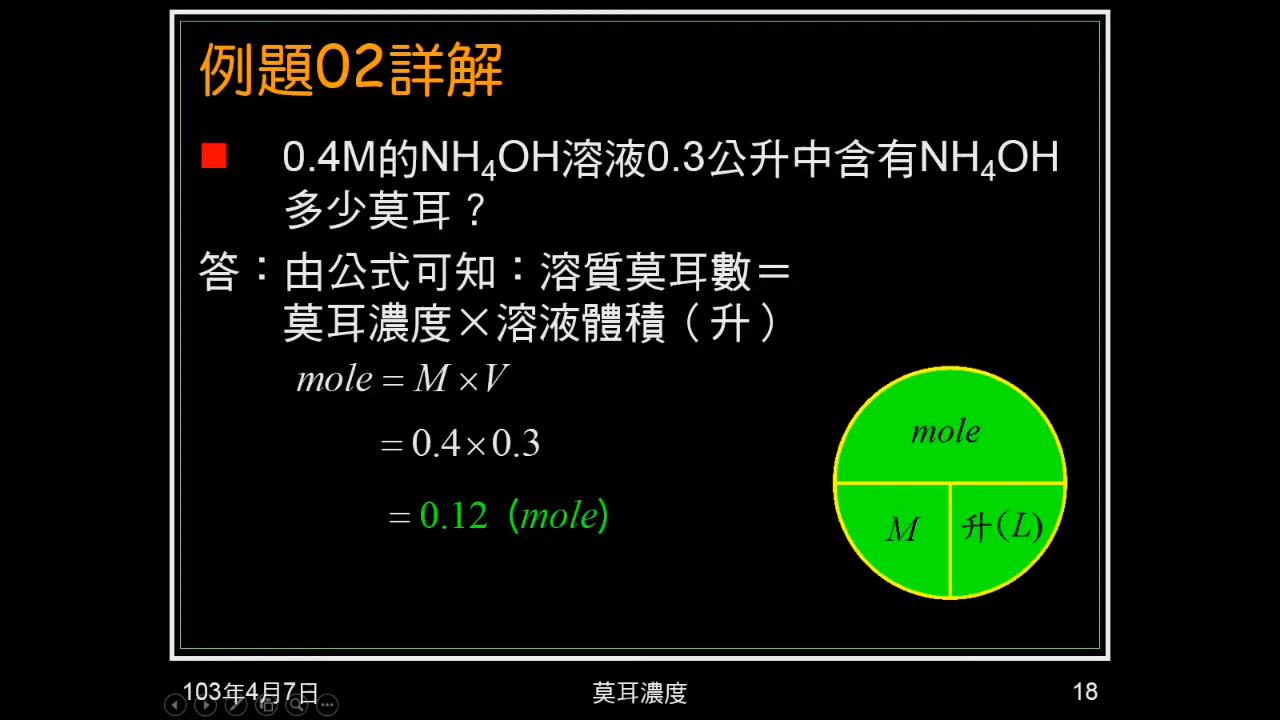 例題02詳解
0.4M的NH₄OH溶液0.3公升中含有NH₄OH
多少莫耳？
答：由公式可知：溶質莫耳數＝
莫耳濃度×溶液體積（升）
mole = M × V
= 0.4 × 0.3
= 0.12 (mole)
mole
M 升(L)
103年4月7日 莫耳濃度 18